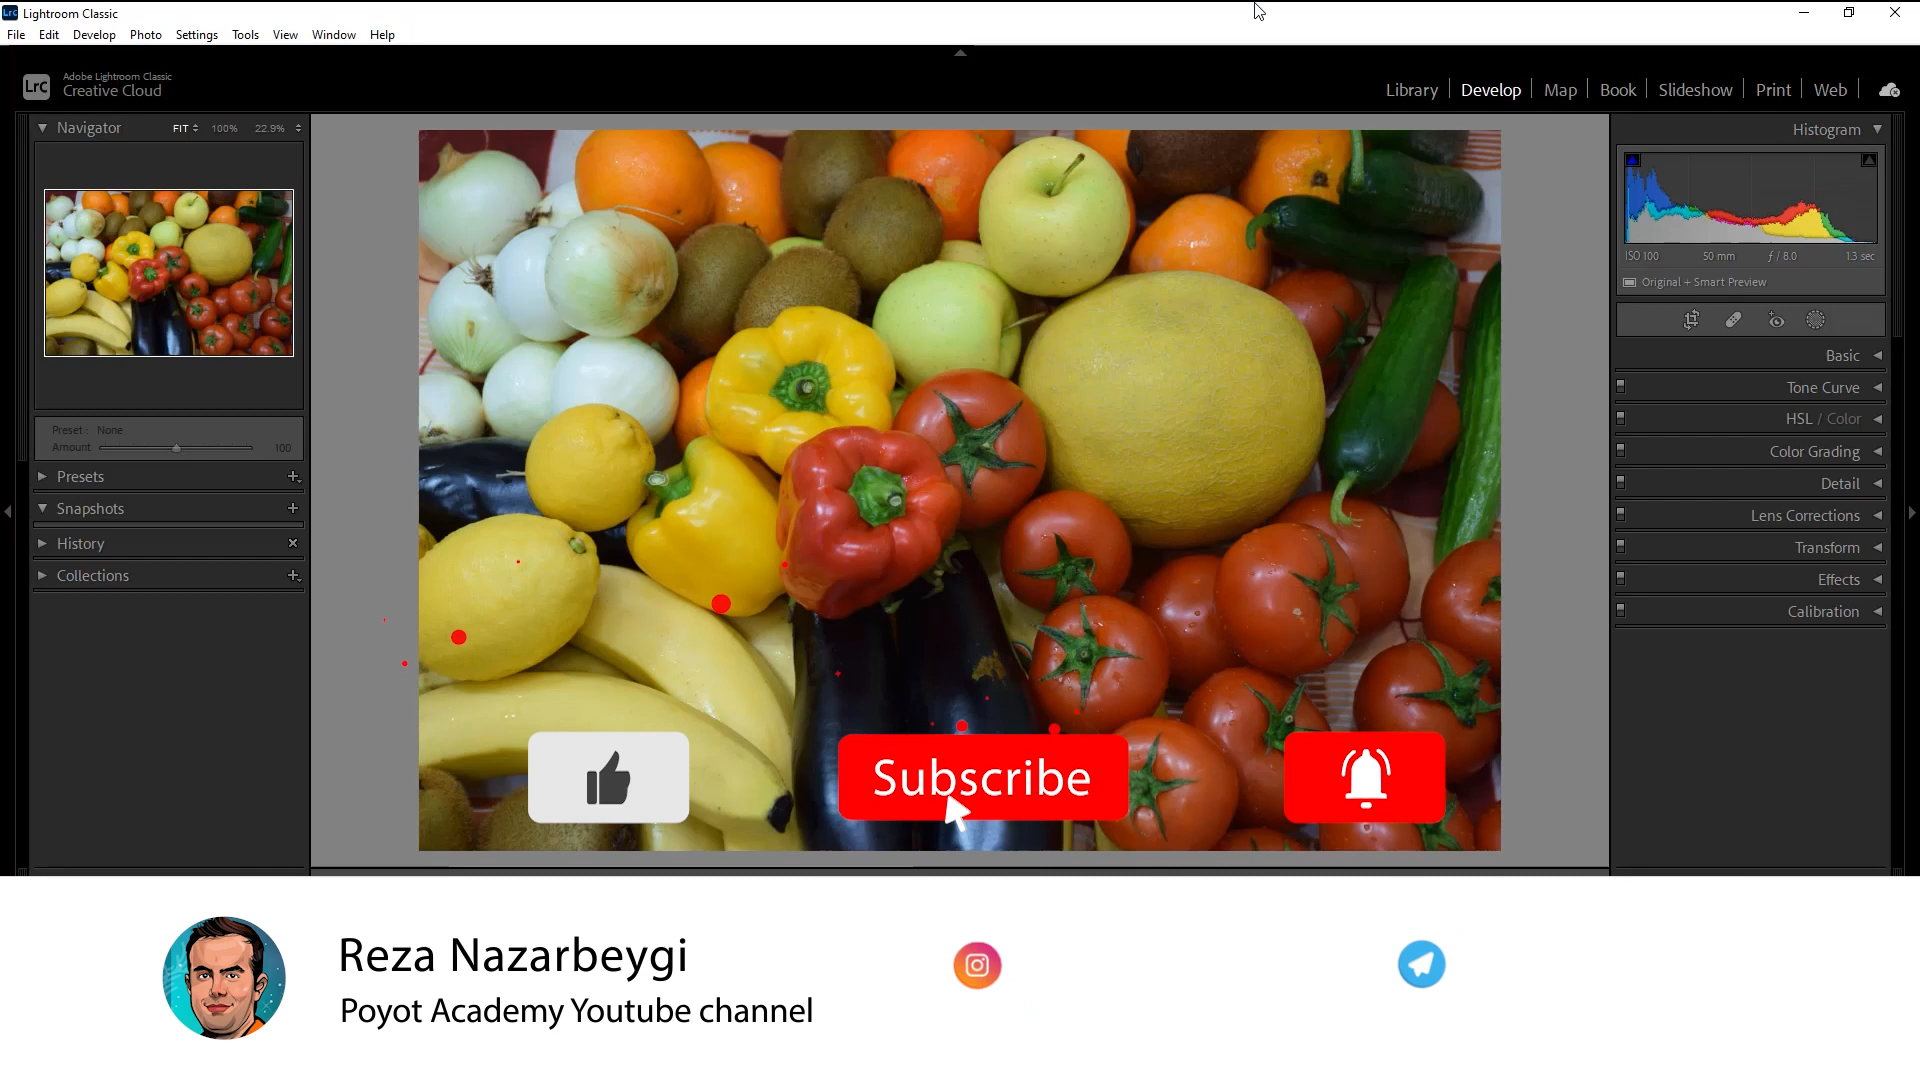 Lightroom Classic
File Edit Develop Photo Settings Tools View Window Help
LrC
Adobe Lightroom Classic
Creative Cloud
Library Develop Map Book Slideshow Print Web
Navigator FIT 100% 22.9%
Histogram
ISO 100 50 mm ƒ / 8.0 1.3 sec
Original + Smart Preview
Basic
Tone Curve
HSL / Color
Color Grading
Detail
Lens Corrections
Transform
Effects
Calibration
Preset : None
Amount 100
Presets
Snapshots
History
Collections
Subscribe
Reza Nazarbeygi
Poyot Academy Youtube channel